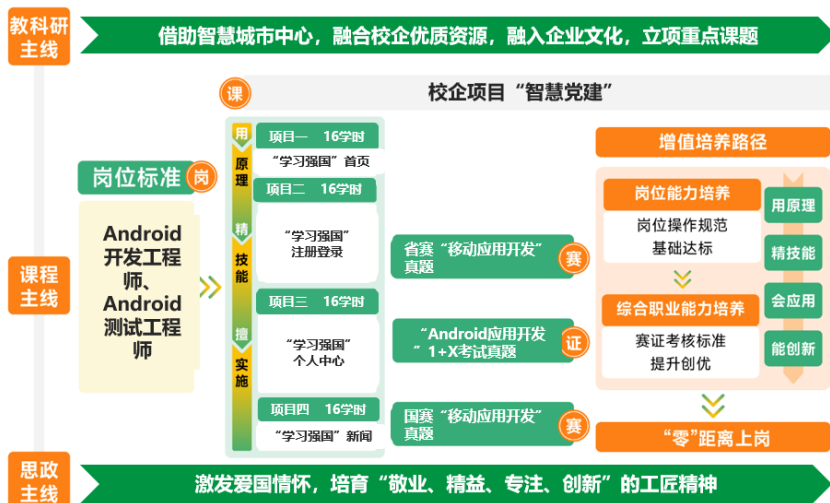 教科研
主线
借助智慧城市中心，融合校企优质资源，融入企业文化，立项重点课题
课程
主线
岗位标准
岗
Android
开发工程
师、
Android
测试工程
师
课
校企项目“智慧党建”
用
原
理
精
技
能
擅
实
施
项目一 16学时
“学习强国”首页
项目二 16学时
“学习强国”
注册登录
项目三 16学时
“学习强国”
个人中心
项目四 16学时
“学习强国”新闻
省赛“移动应用开发”
真题
赛
“Android应用开发
”1+X考试真题
证
国赛“移动应用开发”
真题
赛
增值培养路径
岗位能力培养
岗位操作规范
基础达标
综合职业能力培养
赛证考核标准
提升创优
用原理
精技能
会应用
能创新
“零”距离上岗
思政
主线
激发爱国情怀，培育“敬业、精益、专注、创新”的工匠精神